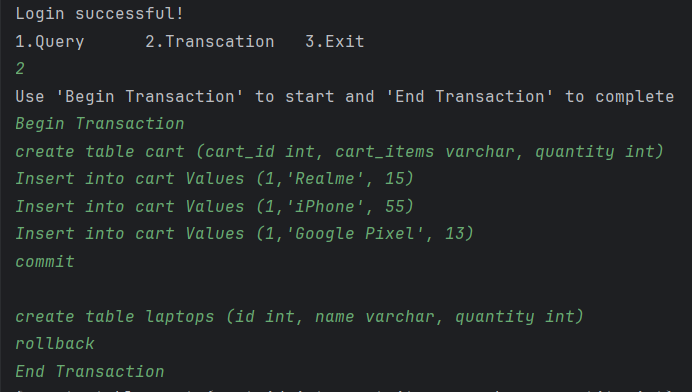 Login successful!
1.Query      2.Transcation   3.Exit
2
Use 'Begin Transaction' to start and 'End Transaction' to complete
Begin Transaction
create table cart (cart_id int, cart_items varchar, quantity int)
Insert into cart Values (1,'Realme', 15)
Insert into cart Values (1,'iPhone', 55)
Insert into cart Values (1,'Google Pixel', 13)
commit
create table laptops (id int, name varchar, quantity int)
rollback
End Transaction